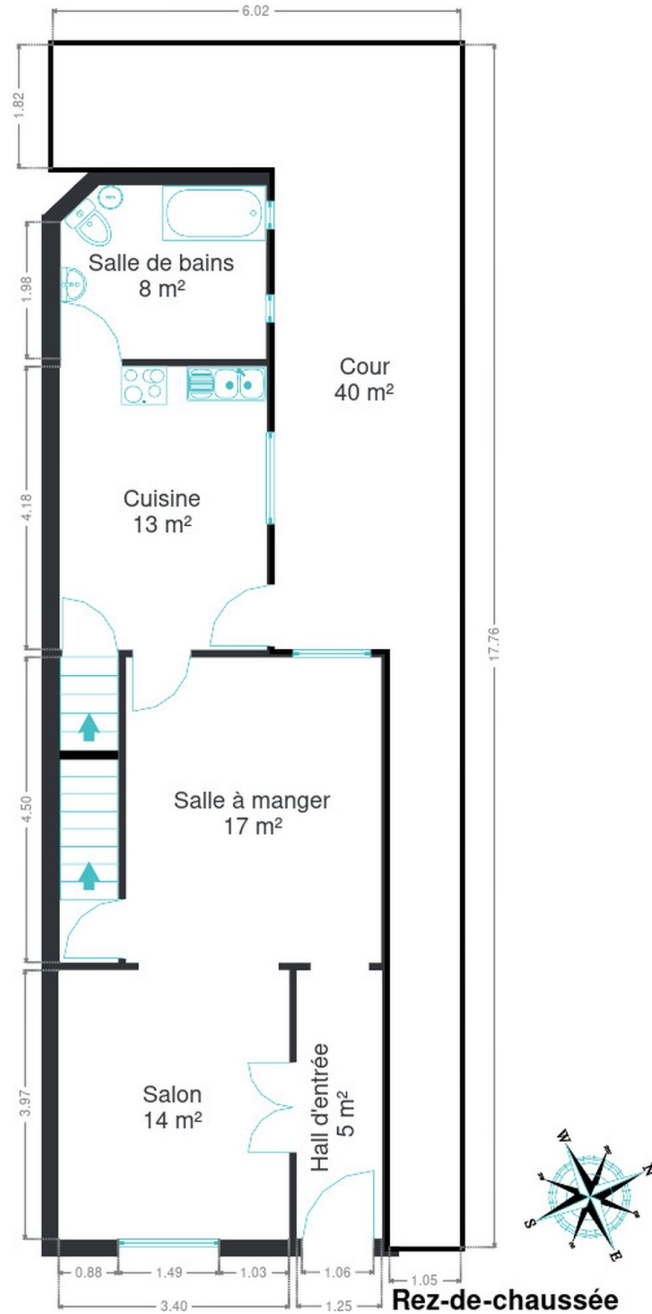 6.02
1.82
Salle de bains
8 m²
1.98
Cour
40 m²
Cuisine
13 m²
4.18
17.76
Salle à manger
17 m²
4.50
Salon
14 m²
Hall d'entrée
5 m²
3.97
W
N
S
E
0.88
1.49
1.03
1.06
1.05
3.40
1.25
Rez-de-chaussée